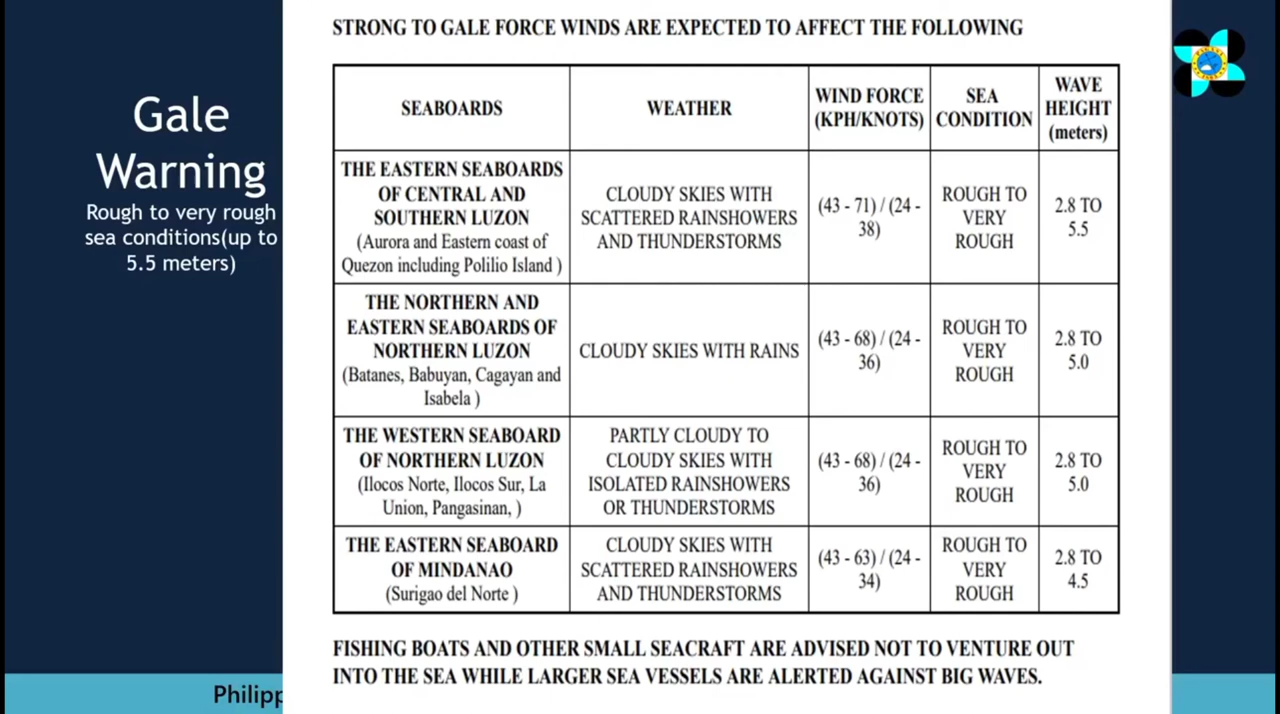 Gale
Warning
Rough to very rough
sea conditions(up to
5.5 meters)
STRONG TO GALE FORCE WINDS ARE EXPECTED TO AFFECT THE FOLLOWING
SEABOARDS
WEATHER
WIND FORCE
(KPH/KNOTS)
SEA
CONDITION
WAVE
HEIGHT
(meters)
THE EASTERN SEABOARDS
OF CENTRAL AND
SOUTHERN LUZON
(Aurora and Eastern coast of
Quezon including Polilio Island )
CLOUDY SKIES WITH
SCATTERED RAINSHOWERS
AND THUNDERSTORMS
(43 - 71) / (24 -
38)
ROUGH TO
VERY
ROUGH
2.8 TO
5.5
THE NORTHERN AND
EASTERN SEABOARDS OF
NORTHERN LUZON
(Batanes, Babuyan, Cagayan and
Isabela )
CLOUDY SKIES WITH RAINS
(43 - 68) / (24 -
36)
ROUGH TO
VERY
ROUGH
2.8 TO
5.0
THE WESTERN SEABOARD
OF NORTHERN LUZON
(Ilocos Norte, Ilocos Sur, La
Union, Pangasinan, )
PARTLY CLOUDY TO
CLOUDY SKIES WITH
ISOLATED RAINSHOWERS
OR THUNDERSTORMS
(43 - 68) / (24 -
36)
ROUGH TO
VERY
ROUGH
2.8 TO
5.0
THE EASTERN SEABOARD
OF MINDANAO
(Surigao del Norte )
CLOUDY SKIES WITH
SCATTERED RAINSHOWERS
AND THUNDERSTORMS
(43 - 63) / (24 -
34)
ROUGH TO
VERY
ROUGH
2.8 TO
4.5
FISHING BOATS AND OTHER SMALL SEACRAFT ARE ADVISED NOT TO VENTURE OUT
INTO THE SEA WHILE LARGER SEA VESSELS ARE ALERTED AGAINST BIG WAVES.
Philipp